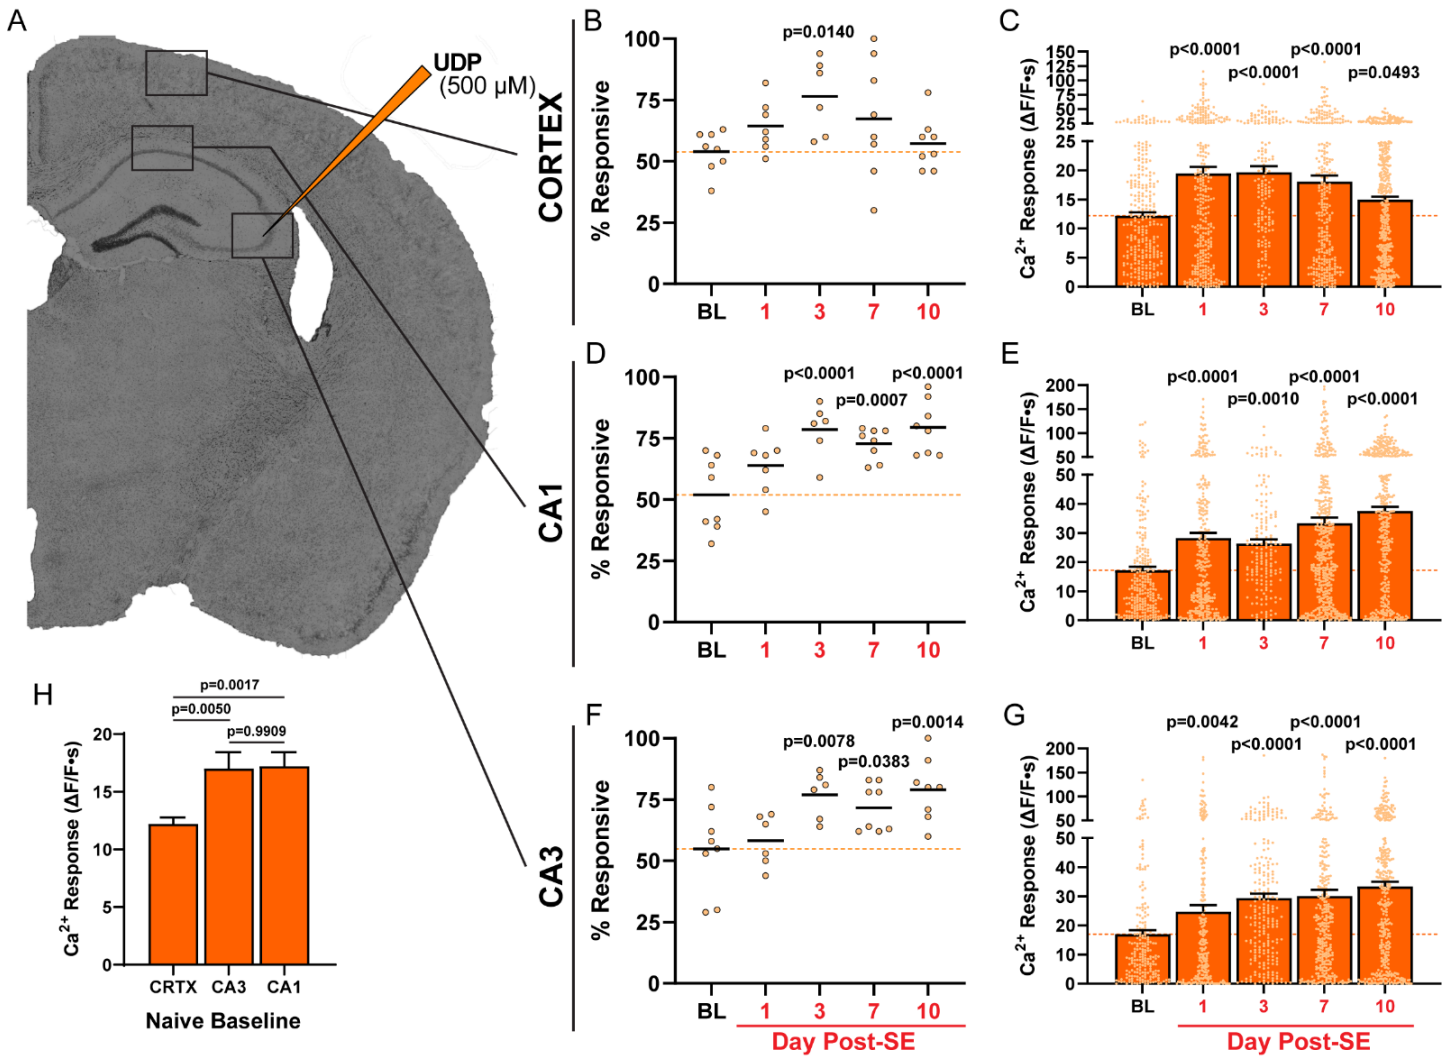 A
UDP
(500 µM)
CORTEX
CA1
CA3
B
% Responsive
100
75
50
25
0
p=0.0140
BL 1 3 7 10
C
Ca2+ Response (ΔF/F•s)
150
125
100
75
50
25
25
20
15
10
5
0
p<0.0001 p<0.0001
p<0.0001 p=0.0493
BL 1 3 7 10
D
% Responsive
100
75
50
25
0
p<0.0001 p<0.0001
p=0.0007
BL 1 3 7 10
E
Ca2+ Response (ΔF/F•s)
200
150
100
50
50
40
30
20
10
0
p<0.0001 p<0.0001
p=0.0010 p<0.0001
BL 1 3 7 10
F
% Responsive
100
75
50
25
0
p=0.0014
p=0.0078
p=0.0383
BL 1 3 7 10
Day Post-SE
G
Ca2+ Response (ΔF/F•s)
200
150
100
50
50
40
30
20
10
0
p=0.0042 p<0.0001
p<0.0001 p<0.0001
BL 1 3 7 10
Day Post-SE
H
Ca2+ Response (ΔF/F•s)
20
15
10
5
0
p=0.0017
p=0.0050
p=0.9909
CRTX CA3 CA1
Naive Baseline